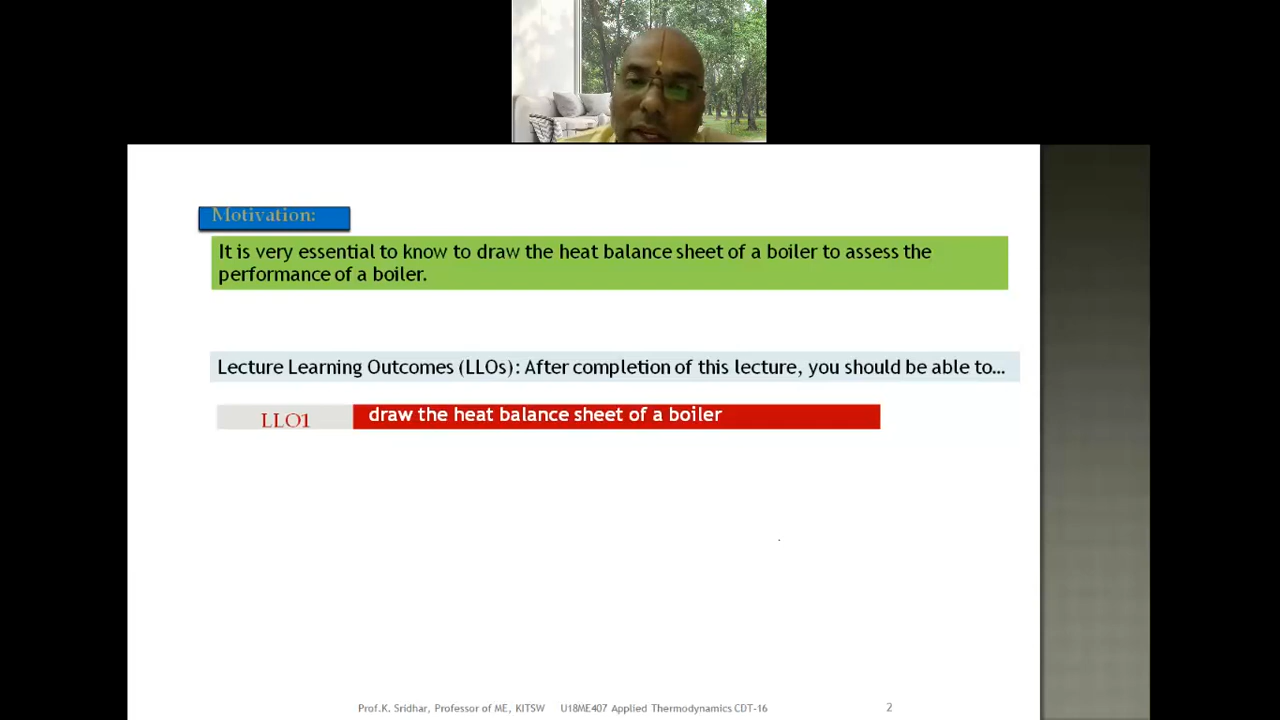 Motivation:
It is very essential to know to draw the heat balance sheet of a boiler to assess the
performance of a boiler.
Lecture Learning Outcomes (LLOs): After completion of this lecture, you should be able to...
LLO1 draw the heat balance sheet of a boiler
Prof.K. Sridhar, Professor of ME, KITSW U18ME407 Applied Thermodynamics CDT-16 2